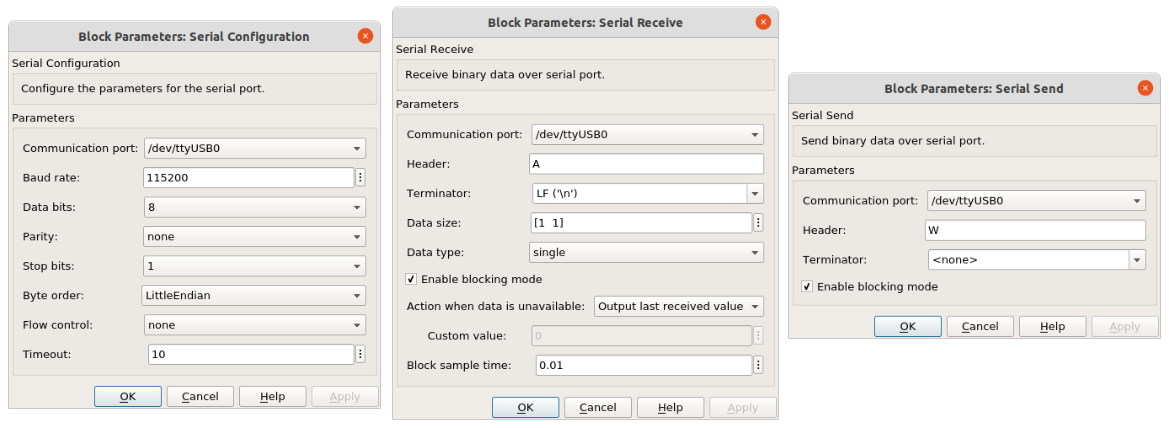 Block Parameters: Serial Configuration
Serial Configuration
Configure the parameters for the serial port.
Parameters
Communication port: /dev/ttyUSB0
Baud rate: 115200
Data bits: 8
Parity: none
Stop bits: 1
Byte order: LittleEndian
Flow control: none
Timeout: 10
OK Cancel Help Apply
Block Parameters: Serial Receive
Serial Receive
Receive binary data over serial port.
Parameters
Communication port: /dev/ttyUSB0
Header: A
Terminator: LF ('\n')
Data size: [1 1]
Data type: single
Enable blocking mode
Action when data is unavailable: Output last received value
Custom value: 0
Block sample time: 0.01
OK Cancel Help Apply
Block Parameters: Serial Send
Serial Send
Send binary data over serial port.
Parameters
Communication port: /dev/ttyUSB0
Header: W
Terminator: <none>
Enable blocking mode
OK Cancel Help Apply